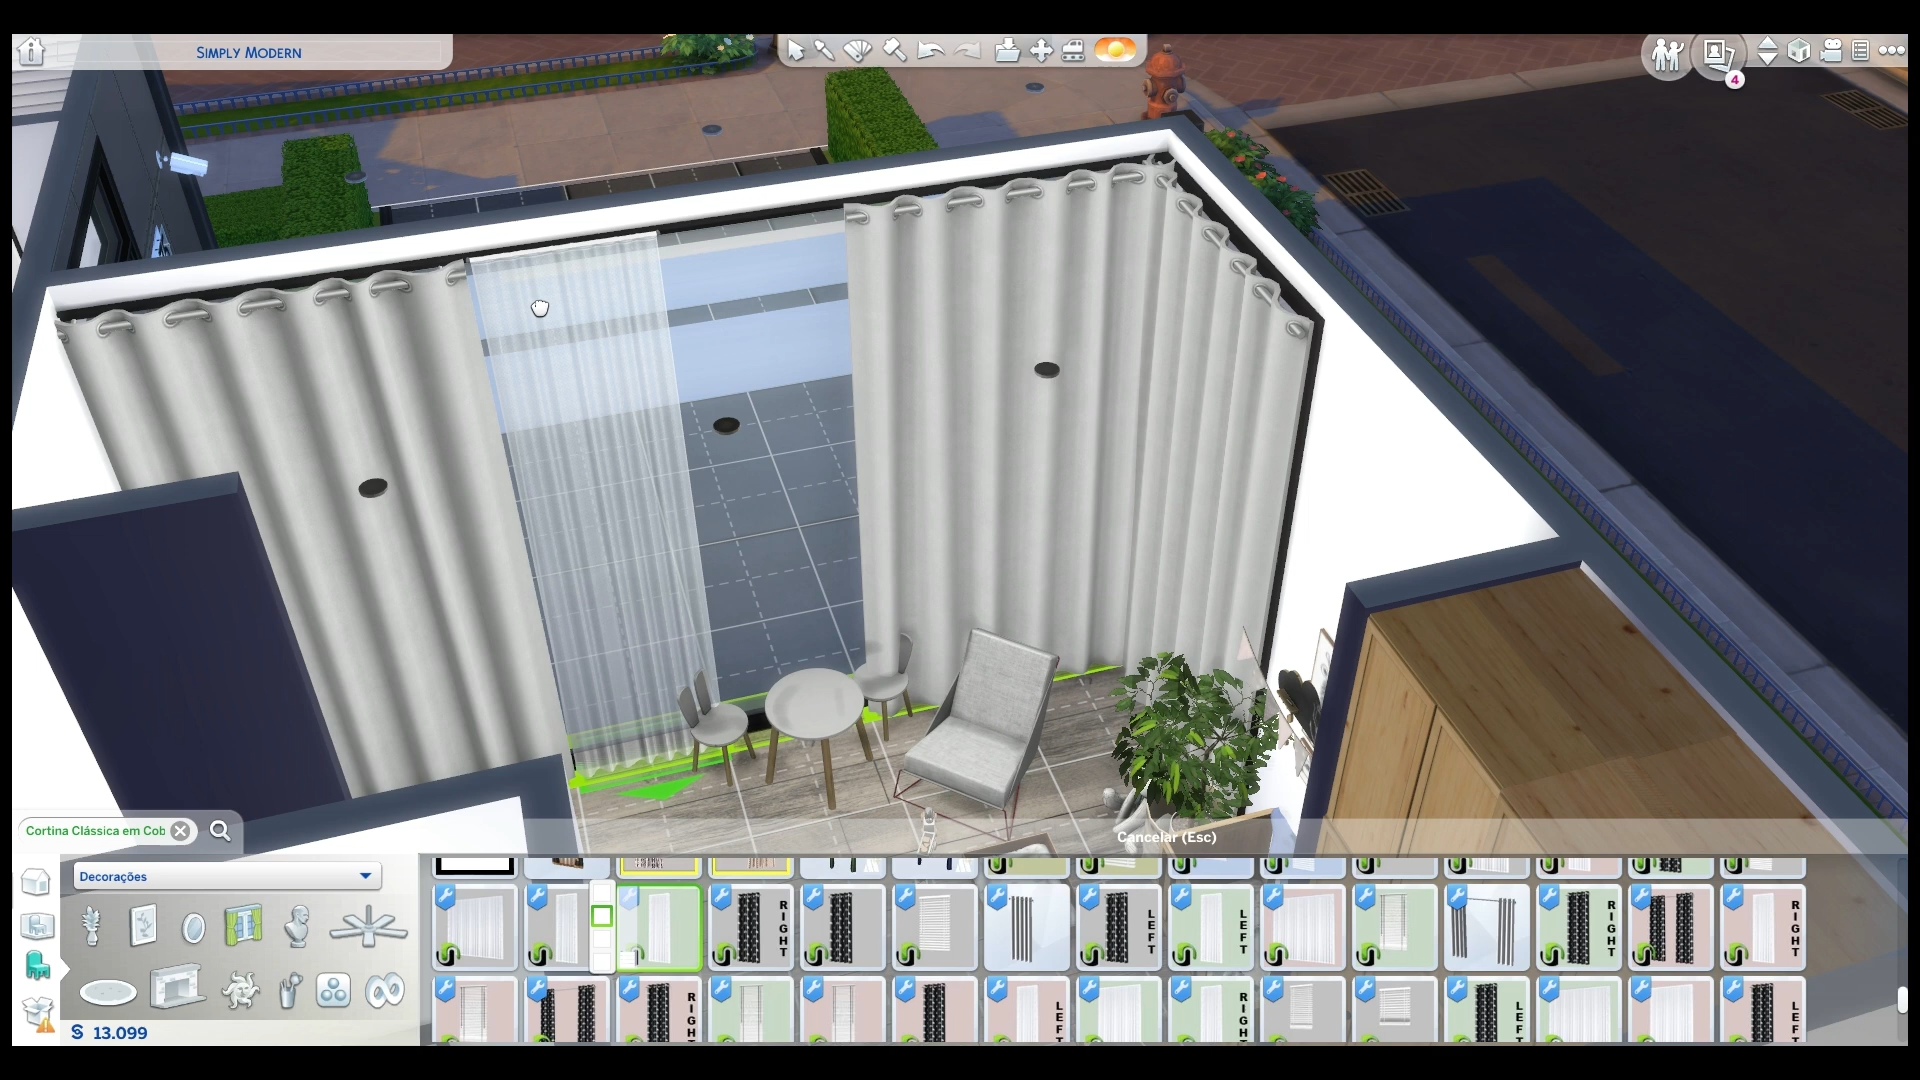 SIMPLY MODERN
4
Cortina Clássica em Cob
Cancelar (Esc)
Decorações
RIGHT
LEFT
LEFT
RIGHT
RIGHT
RIGHT
LEFT
RIGHT
LEFT
LEFT
S 13.099